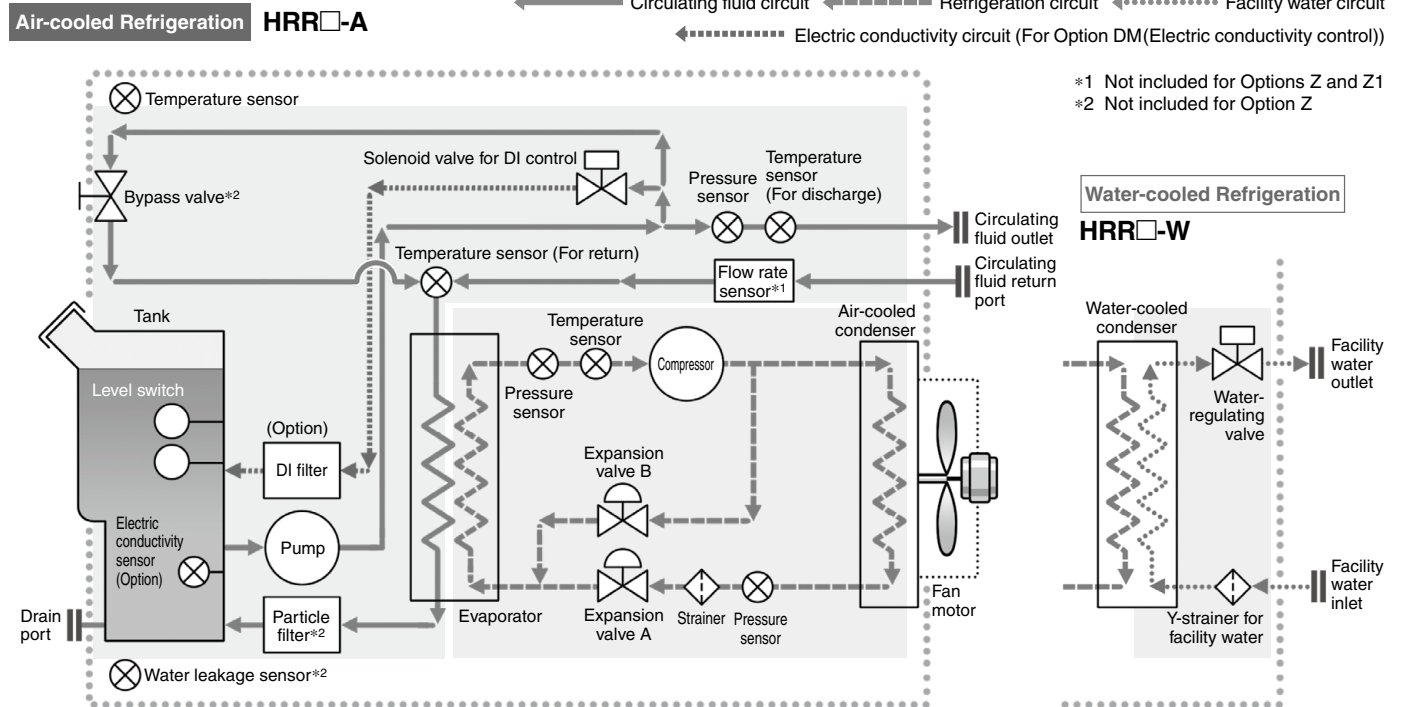 Air-cooled Refrigeration HRR□-A
Circulating fluid circuit Refrigeration circuit Facility water circuit
Electric conductivity circuit (For Option DM(Electric conductivity control))
*1 Not included for Options Z and Z1
*2 Not included for Option Z
Temperature sensor
Solenoid valve for DI control
Bypass valve*2
Pressure
sensor
Temperature
sensor
(For discharge)
Circulating
fluid outlet
Temperature sensor (For return)
Flow rate
sensor*1
Circulating
fluid return
port
Tank
Level switch
(Option)
DI filter
Electric
conductivity
sensor
(Option)
Pump
Drain
port
Particle
filter*2
Water leakage sensor*2
Temperature
sensor
Pressure
sensor
Compressor
Air-cooled
condenser
Expansion
valve B
Evaporator
Expansion
valve A
Strainer
Pressure
sensor
Fan
motor
Water-cooled Refrigeration
HRR□-W
Water-cooled
condenser
Facility
water
outlet
Water-
regulating
valve
Facility
water
inlet
Y-strainer for
facility water